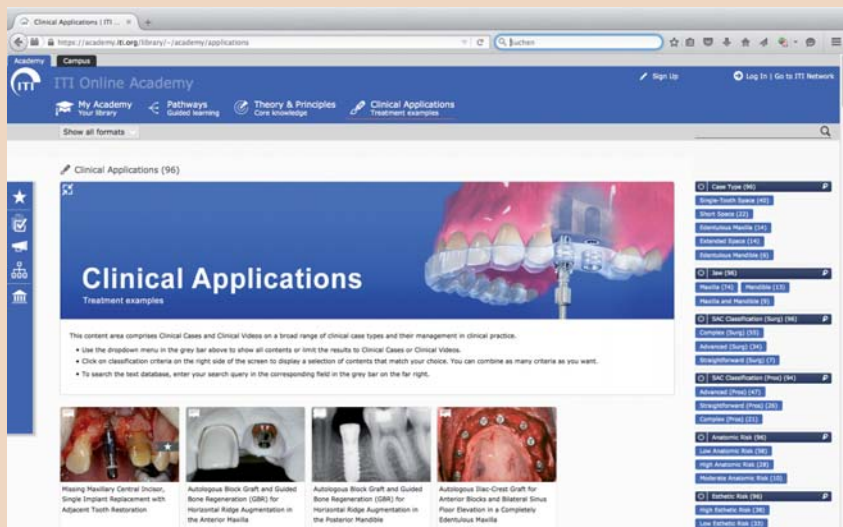 Clinical Applications | ITI ...
https://academy.iti.org/library/-/academy/applications
Suchen
Academy
Campus
ITI
ITI Online Academy
Sign Up
Log In | Go to ITI Network
My Academy
Your library
Pathways
Guided learning
Theory & Principles
Core knowledge
Clinical Applications
Treatment examples
Show all formats
Clinical Applications (96)
Clinical Applications
Treatment examples
This content area comprises Clinical Cases and Clinical Videos on a broad range of clinical case types and their management in clinical practice.
• Use the dropdown menu in the grey bar above to show all contents or limit the results to Clinical Cases or Clinical Videos.
• Click on classification criteria on the right side of the screen to display a selection of contents that match your choice. You can combine as many criteria as you want.
• To search the text database, enter your search query in the corresponding field in the grey bar on the far right.
Missing Maxillary Central Incisor,
Single Implant Replacement with
Adjacent Tooth Restoration
Autologous Block Graft and Guided
Bone Regeneration (GBR) for
Horizontal Ridge Augmentation in
the Anterior Maxilla
Autologous Block Graft and Guided
Bone Regeneration (GBR) for
Horizontal Ridge Augmentation in
the Posterior Mandible
Autologous Iliac-Crest Graft for
Anterior Blocks and Bilateral Sinus
Floor Elevation in a Completely
Edentulous Maxilla
Case Type (96)
Single-Tooth Space (40)
Short Space (22)
Edentulous Maxilla (14)
Extended Space (14)
Edentulous Mandible (6)
Jaw (96)
Maxilla (74)
Mandible (13)
Maxilla and Mandible (9)
SAC Classification (Surg) (96)
Complex (Surg) (55)
Advanced (Surg) (34)
Straightforward (Surg) (7)
SAC Classification (Pros) (94)
Advanced (Pros) (47)
Straightforward (Pros) (26)
Complex (Pros) (21)
Anatomic Risk (96)
Low Anatomic Risk (58)
High Anatomic Risk (28)
Moderate Anatomic Risk (10)
Esthetic Risk (96)
High Esthetic Risk (36)
Low Esthetic Risk (33)